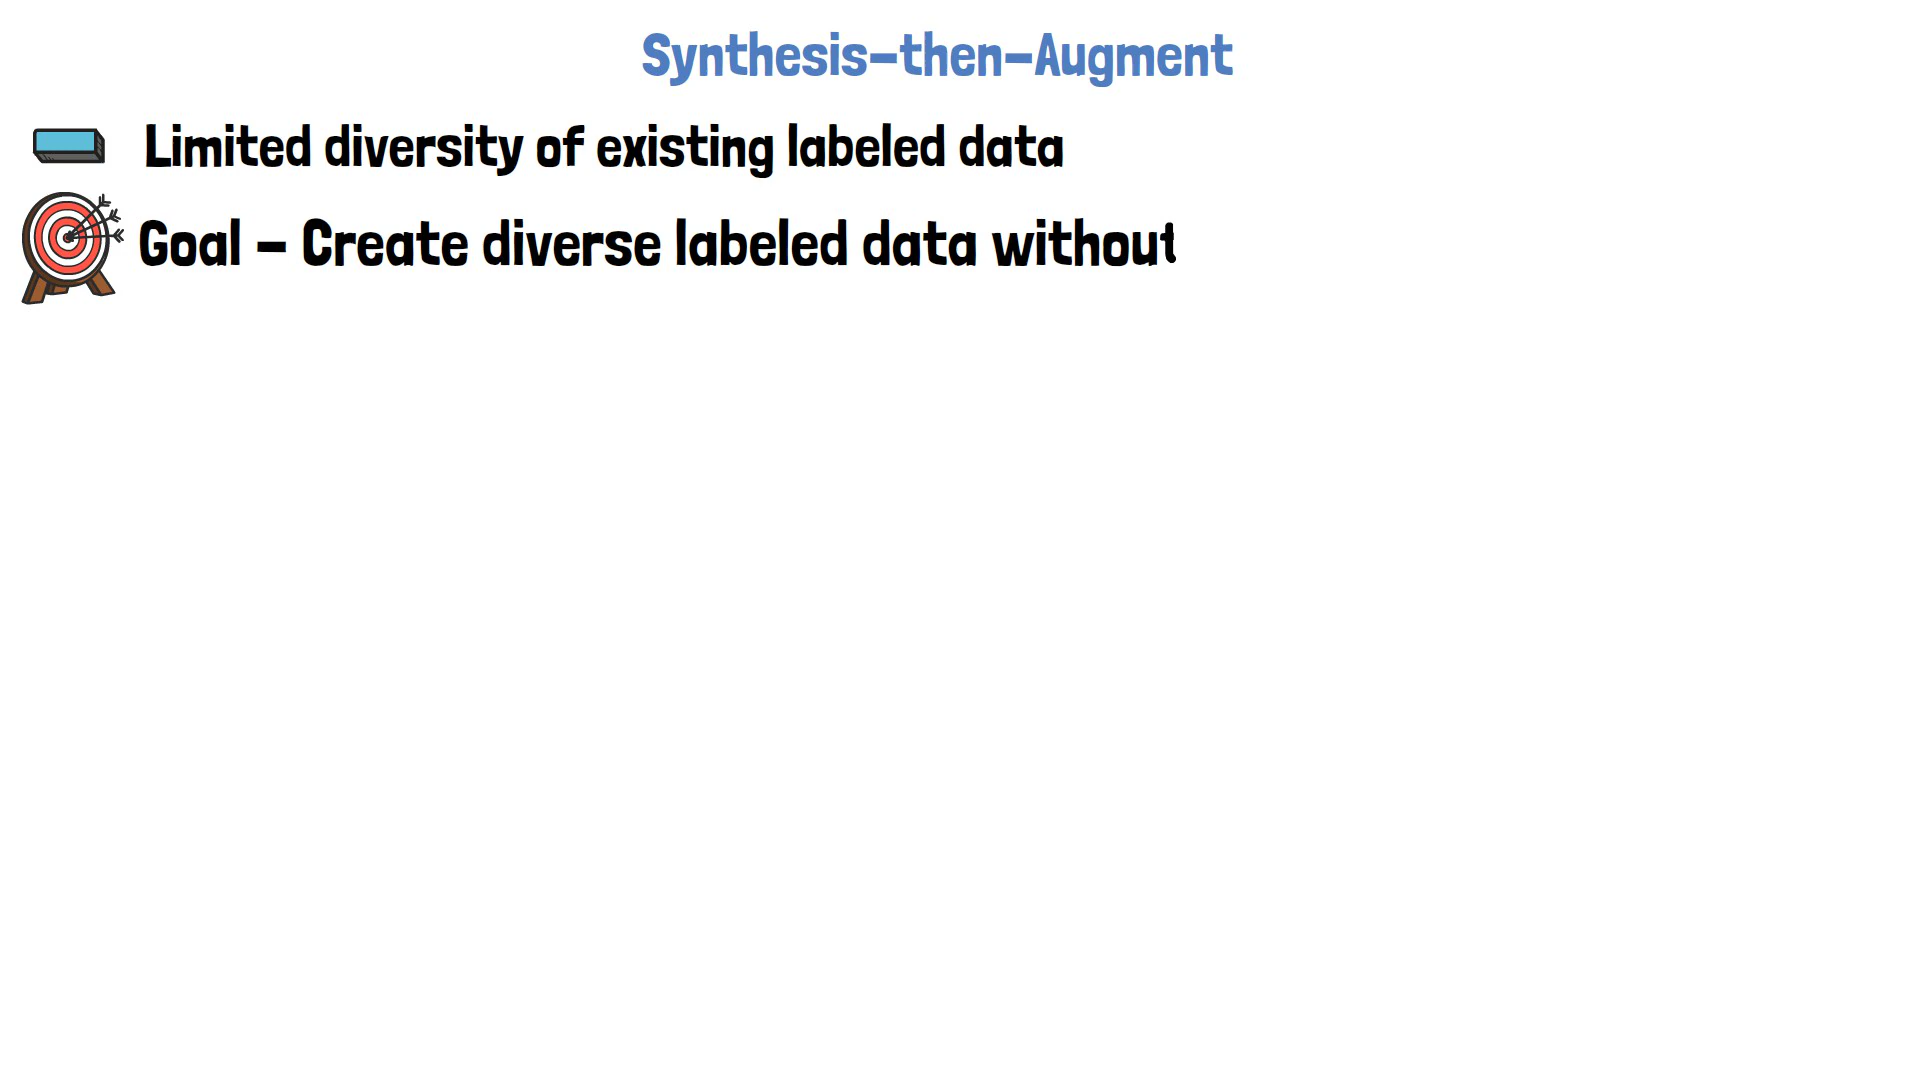 Synthesis-then-Augment
Limited diversity of existing labeled data
Goal - Create diverse labeled data without